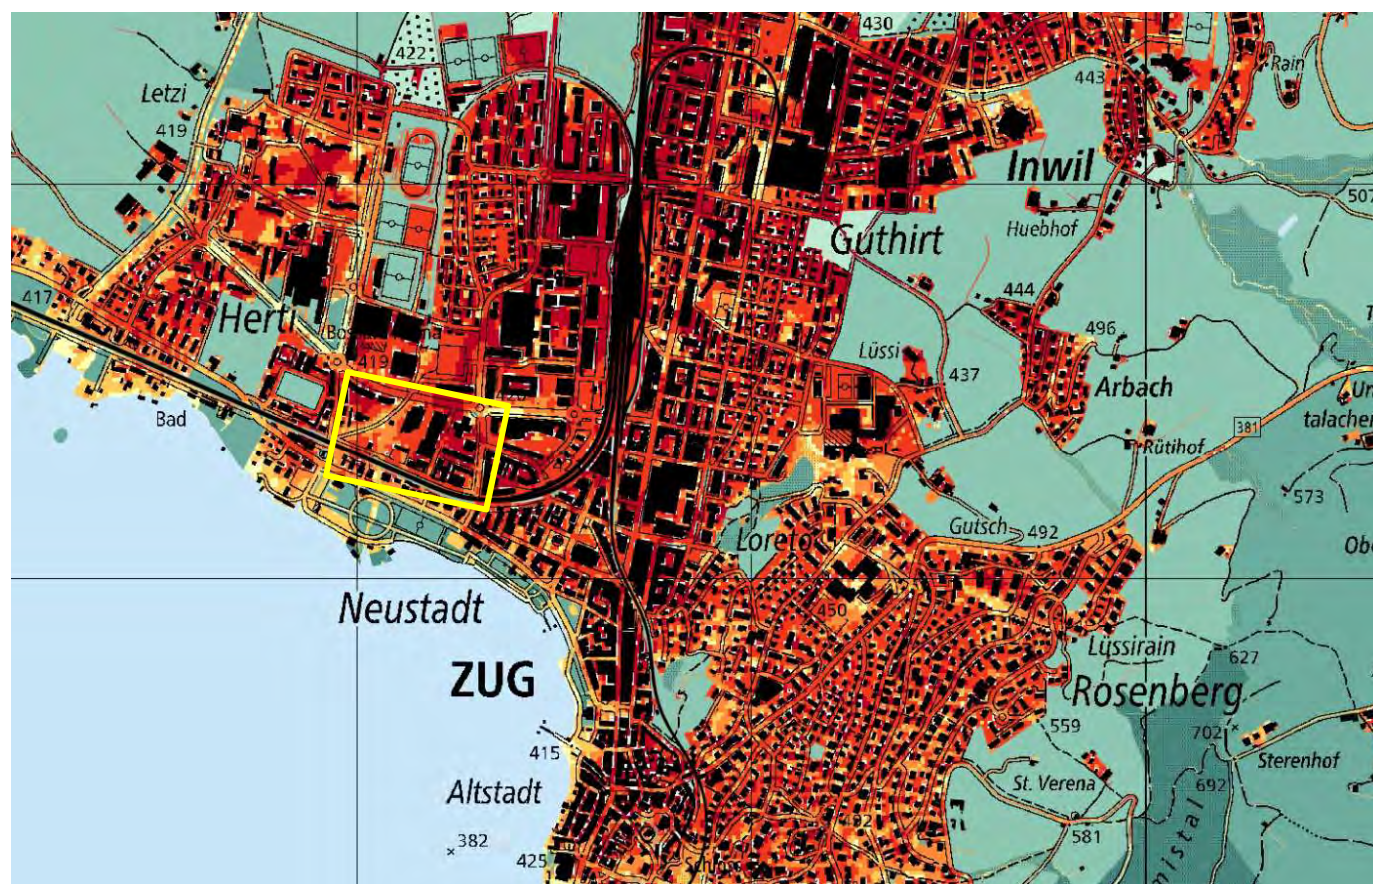 430
422
443
Rain
Letzi
419
Inwil
507
Huebhof
Guthirt
444
417
Herti
496
419
Lüssi
437
Arbach
Bad
381
talacher
Rütihof
573
Gutsch
492
Loreto
Neustadt
450
Lüssirain
627
ZUG
Rosenberg
559
702
415
Sterenhof
St. Verena
692
Altstadt
382
581
425